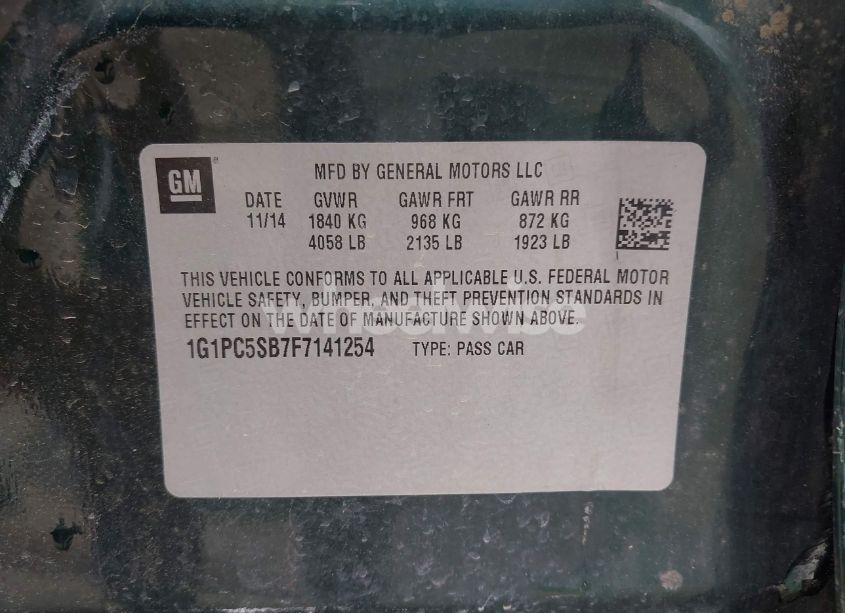 GM
MFD BY GENERAL MOTORS LLC
DATE GVWR GAWR FRT GAWR RR
11/14 1840 KG 968 KG 872 KG
4058 LB 2135 LB 1923 LB
THIS VEHICLE CONFORMS TO ALL APPLICABLE U.S. FEDERAL MOTOR
VEHICLE SAFETY, BUMPER, AND THEFT PREVENTION STANDARDS IN
EFFECT ON THE DATE OF MANUFACTURE SHOWN ABOVE.
1G1PC5SB7F7141254 TYPE: PASS CAR